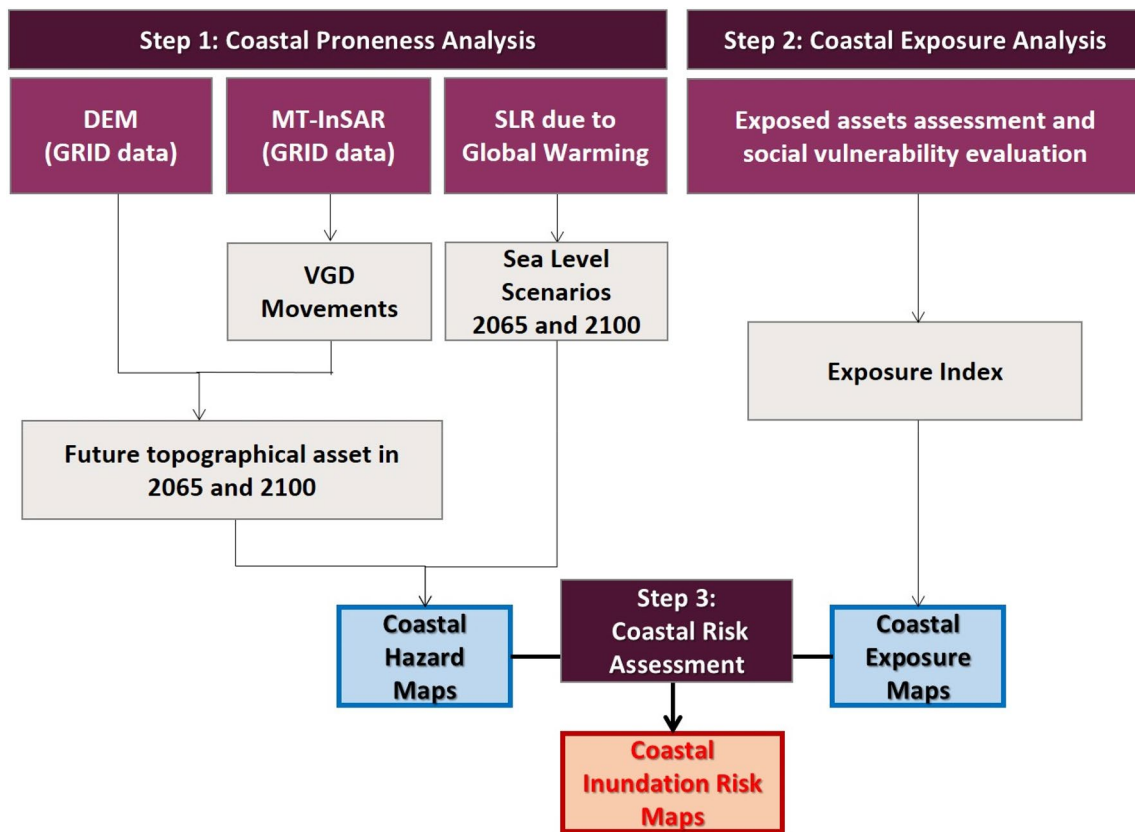 Step 1: Coastal Proneness Analysis
Step 2: Coastal Exposure Analysis
DEM
(GRID data)
MT-InSAR
(GRID data)
SLR due to
Global Warming
Exposed assets assessment and
social vulnerability evaluation
VGD
Movements
Sea Level
Scenarios
2065 and 2100
Exposure Index
Future topographical asset in
2065 and 2100
Coastal
Hazard
Maps
Step 3:
Coastal Risk
Assessment
Coastal
Exposure
Maps
Coastal
Inundation Risk
Maps